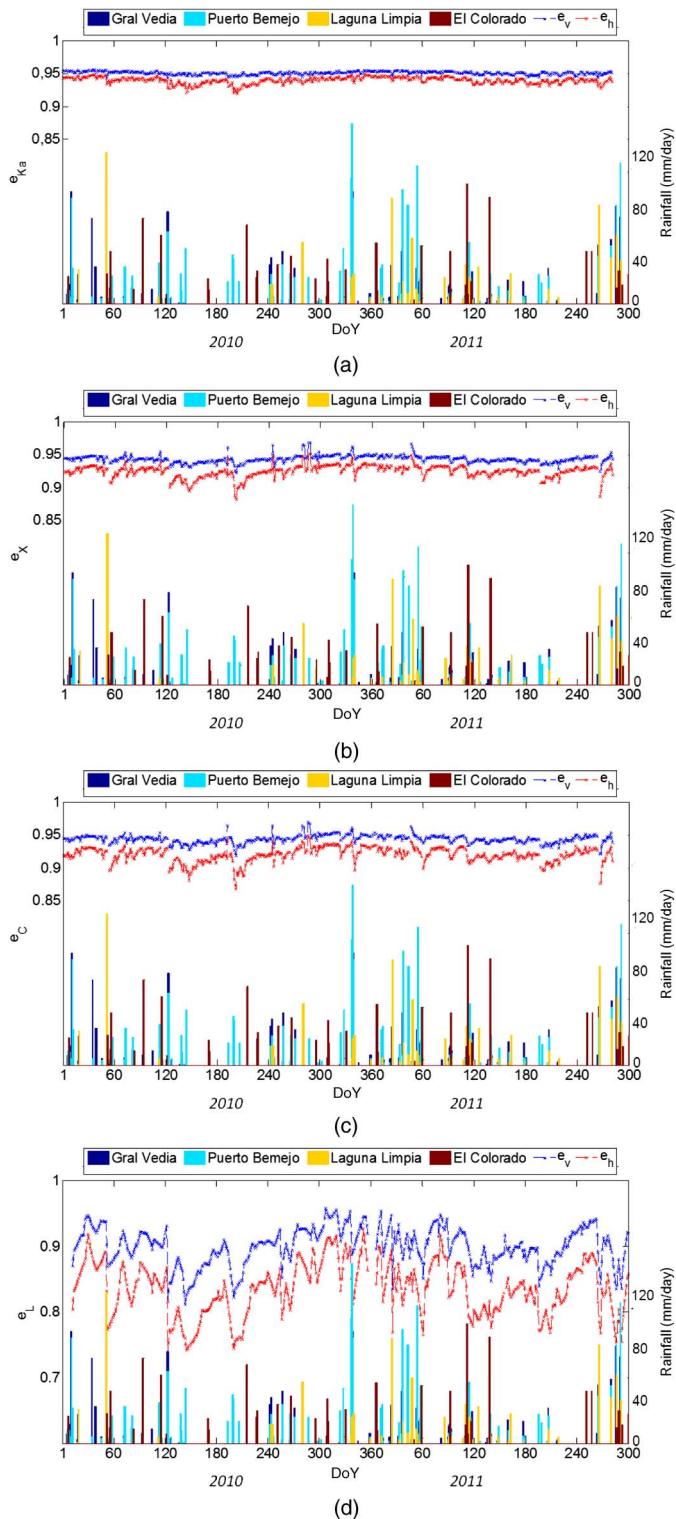 Gral Vedia Puerto Bemejo Laguna Limpia El Colorado e_v e_h
1
0.95
0.9
0,85
e_Ka
120
80
40
0
Rainfall (mm/day)
1 60 120 180 240 300 360 60 120 180 240 300
DoY
2010 2011
(a)
Gral Vedia Puerto Bemejo Laguna Limpia El Colorado e_v e_h
1
0.95
0.9
0.85
e_X
120
80
40
0
Rainfall (mm/day)
1 60 120 180 240 300 360 60 120 180 240 300
DoY
2010 2011
(b)
Gral Vedia Puerto Bemejo Laguna Limpia El Colorado e_v e_h
1
0.95
0.9
0.85
e_C
120
80
40
0
Rainfall (mm/day)
1 60 120 180 240 300 360 60 120 180 240 300
DoY
2010 2011
(c)
Gral Vedia Puerto Bemejo Laguna Limpia El Colorado e_v e_h
1
0.9
0.8
0.7
e_L
120
80
40
0
Rainfall (mm/day)
1 60 120 180 240 300 360 60 120 180 240 300
DoY
2010 2011
(d)